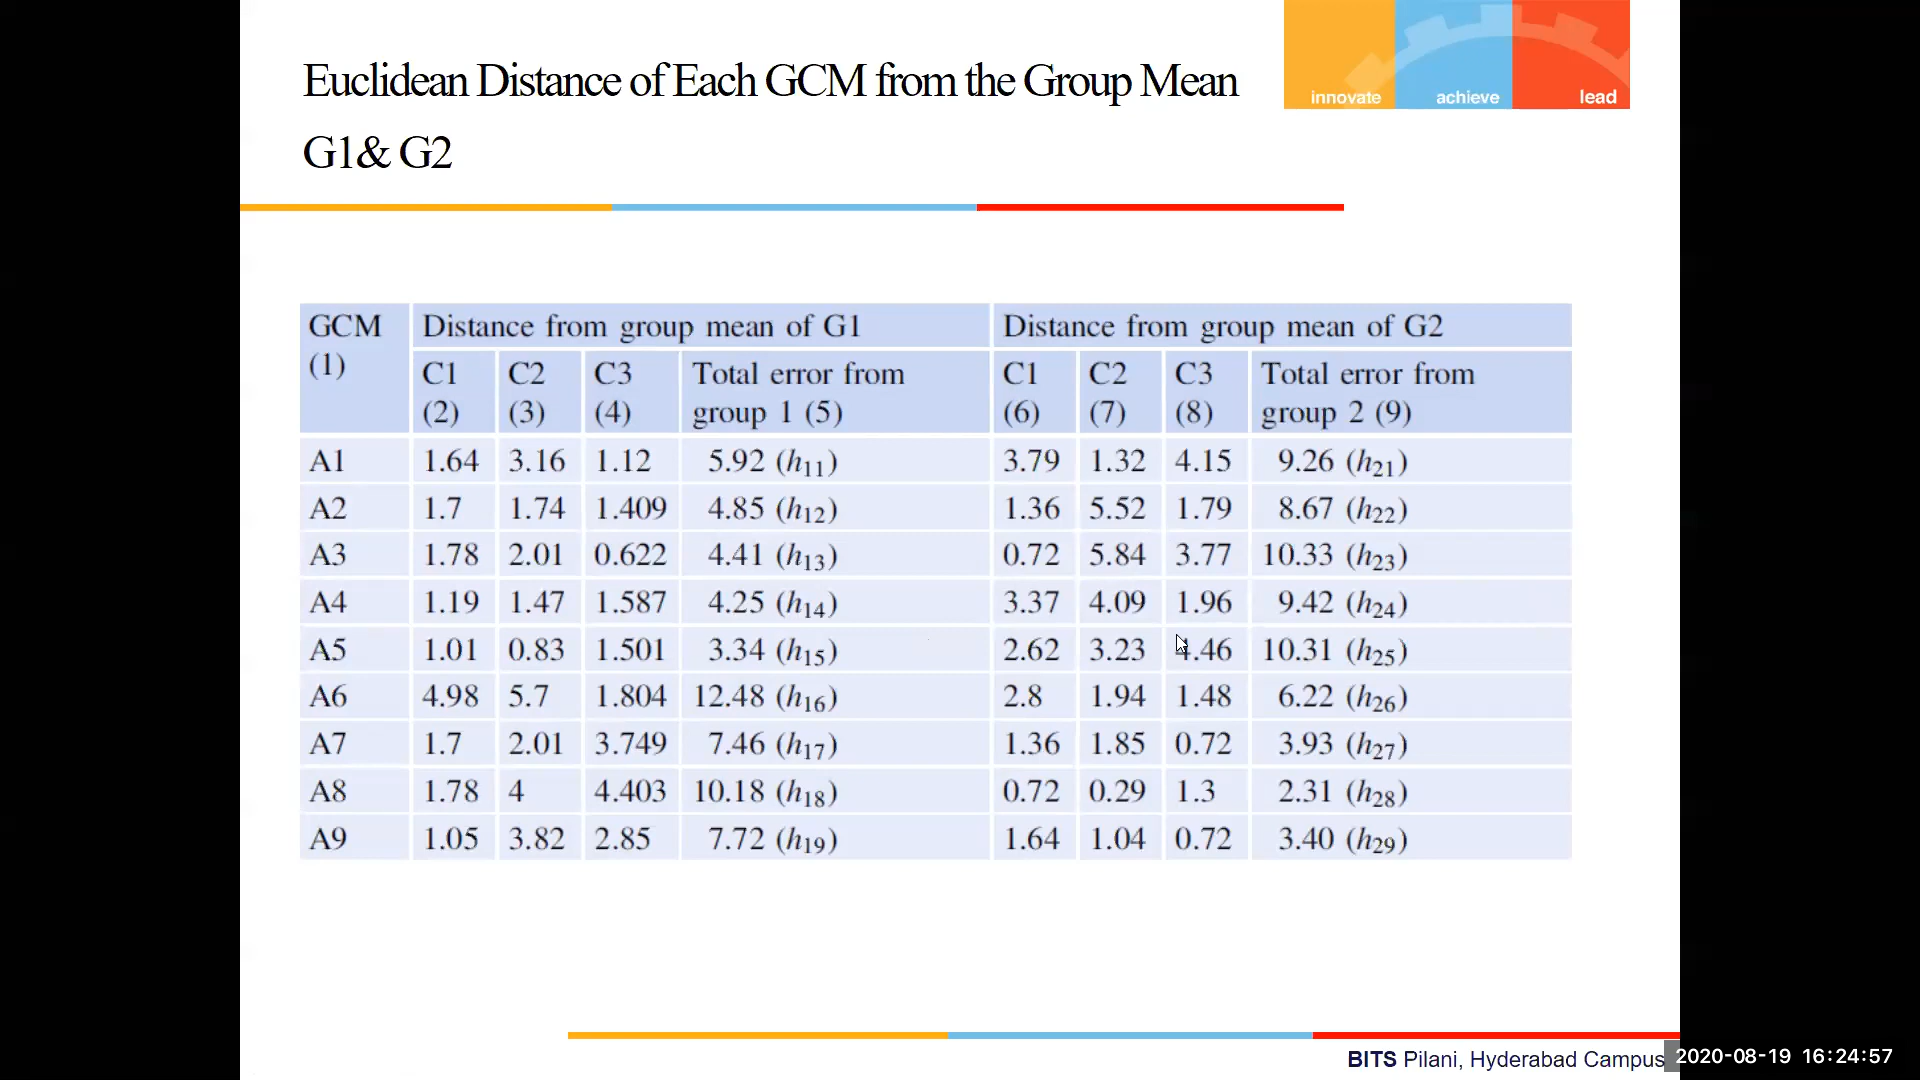 innovate achieve lead
Euclidean Distance of Each GCM from the Group Mean
G1& G2
GCM (1) Distance from group mean of G1 Distance from group mean of G2
C1 (2) C2 (3) C3 (4) Total error from group 1 (5) C1 (6) C2 (7) C3 (8) Total error from group 2 (9)
A1 1.64 3.16 1.12 5.92 (h11) 3.79 1.32 4.15 9.26 (h21)
A2 1.7 1.74 1.409 4.85 (h12) 1.36 5.52 1.79 8.67 (h22)
A3 1.78 2.01 0.622 4.41 (h13) 0.72 5.84 3.77 10.33 (h23)
A4 1.19 1.47 1.587 4.25 (h14) 3.37 4.09 1.96 9.42 (h24)
A5 1.01 0.83 1.501 3.34 (h15) 2.62 3.23 4.46 10.31 (h25)
A6 4.98 5.7 1.804 12.48 (h16) 2.8 1.94 1.48 6.22 (h26)
A7 1.7 2.01 3.749 7.46 (h17) 1.36 1.85 0.72 3.93 (h27)
A8 1.78 4 4.403 10.18 (h18) 0.72 0.29 1.3 2.31 (h28)
A9 1.05 3.82 2.85 7.72 (h19) 1.64 1.04 0.72 3.40 (h29)
BITS Pilani, Hyderabad Campus
2020-08-19 16:24:57